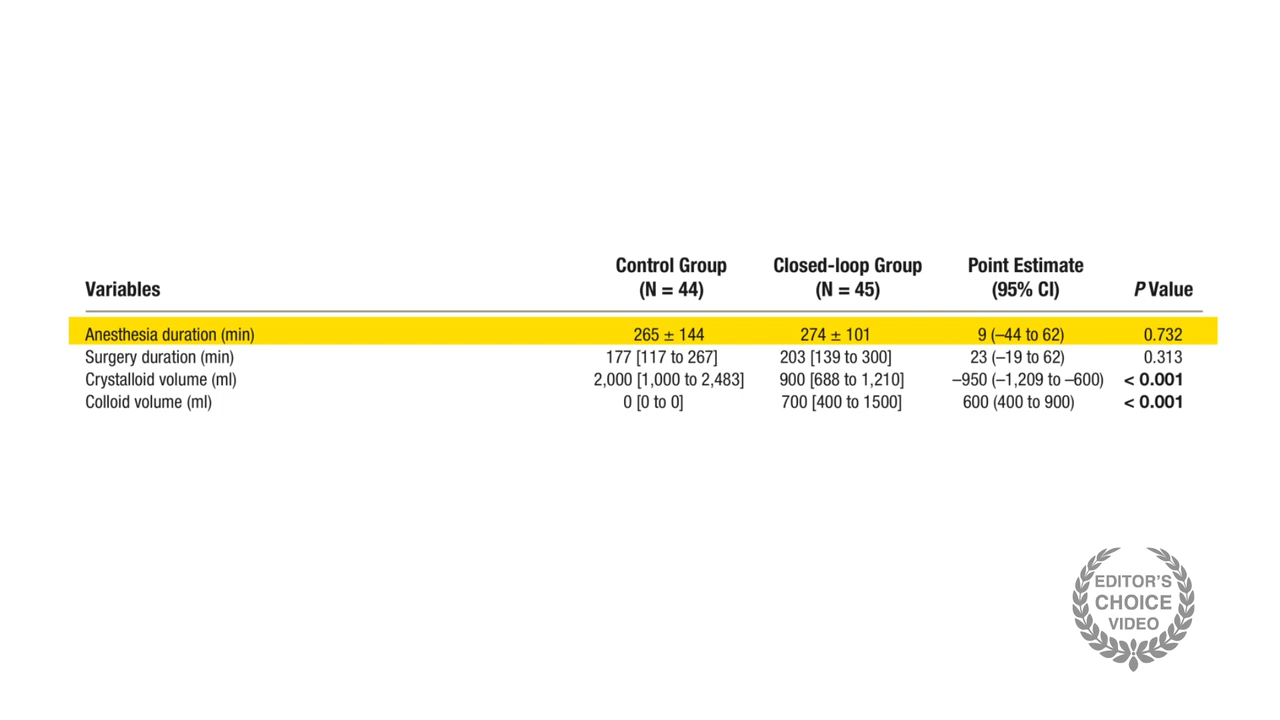 Variables Control Group (N = 44) Closed-loop Group (N = 45) Point Estimate (95% CI) P Value
Anesthesia duration (min) 265 ± 144 274 ± 101 9 (–44 to 62) 0.732
Surgery duration (min) 177 [117 to 267] 203 [139 to 300] 23 (–19 to 62) 0.313
Crystalloid volume (ml) 2,000 [1,000 to 2,483] 900 [688 to 1,210] –950 (–1,209 to –600) < 0.001
Colloid volume (ml) 0 [0 to 0] 700 [400 to 1500] 600 (400 to 900) < 0.001
EDITOR'S
CHOICE
VIDEO